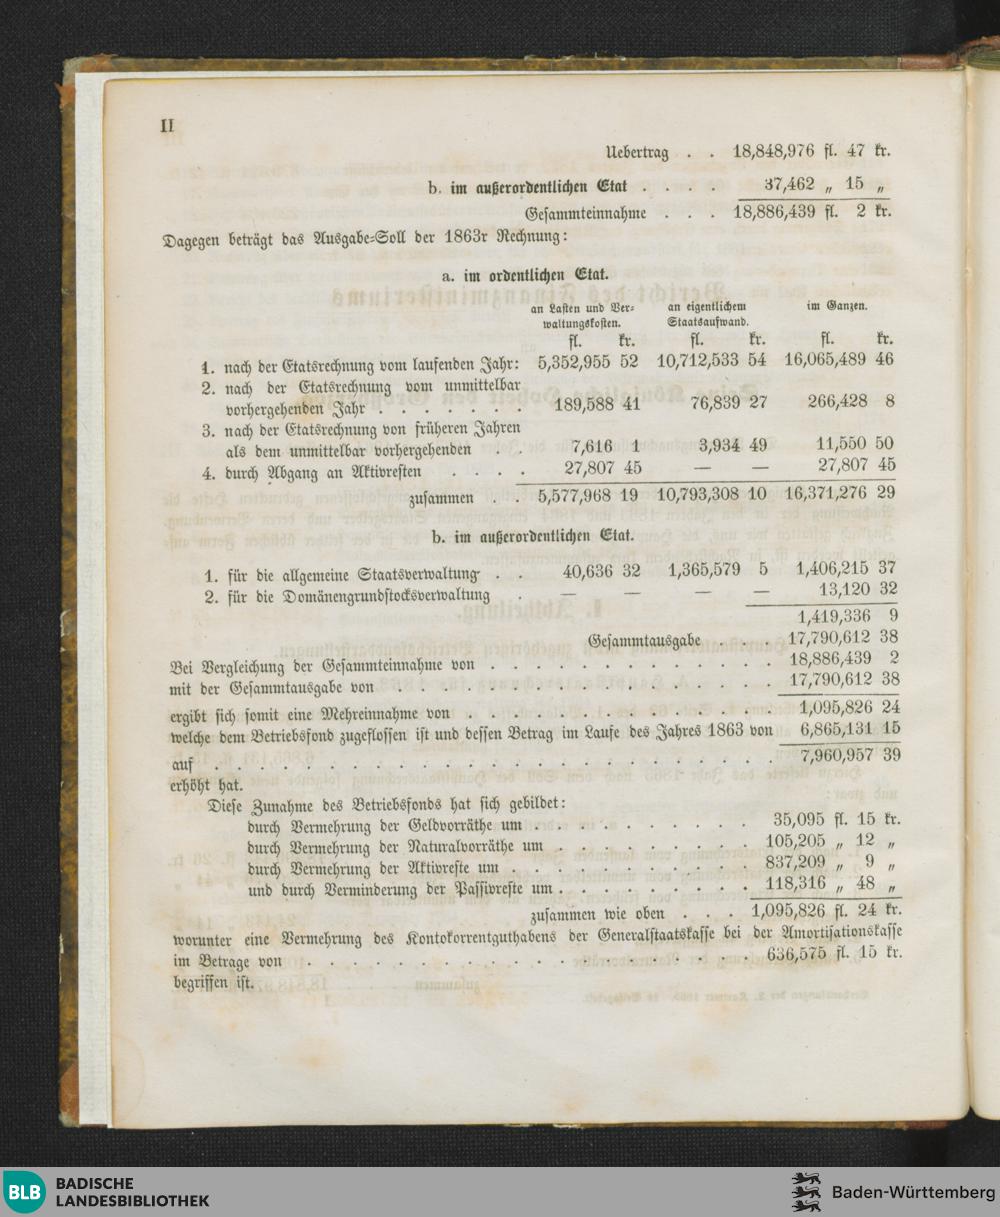 II
Uebertrag . . 18,848,976 fl. 47 kr.
b. im außerordentlichen Etat . . . . 37,462 „ 15 „
Gesammteinnahme . . . 18,886,439 fl. 2 kr.
Dagegen beträgt das Ausgabe-Soll der 1863r Rechnung:
a. im ordentlichen Etat.
an Lasten und Ver- an eigentlichem im Ganzen.
waltungskosten. Staatsaufwand.
fl. kr. fl. kr. fl. kr.
1. nach der Etatsrechnung vom laufenden Jahr: 5,352,955 52 10,712,533 54 16,065,489 46
2. nach der Etatsrechnung vom unmittelbar
vorhergehenden Jahr . . . . . . . 189,588 41 76,839 27 266,428 8
3. nach der Etatsrechnung von früheren Jahren
als dem unmittelbar vorhergehenden . . 7,616 1 3,934 49 11,550 50
4. durch Abgang an Aktivresten . . . . 27,807 45 — — 27,807 45
zusammen . . 5,577,968 19 10,793,308 10 16,371,276 29
b. im außerordentlichen Etat.
1. für die allgemeine Staatsverwaltung . . 40,636 32 1,365,579 5 1,406,215 37
2. für die Domänengrundstocksverwaltung . — — — — 13,120 32
1,419,336 9
Gesammtausgabe . . . . 17,790,612 38
Bei Vergleichung der Gesammteinnahme von . . . . . . . . . . . . 18,886,439 2
mit der Gesammtausgabe von . . . . . . . . . . . . . . . 17,790,612 38
ergibt sich somit eine Mehreinnahme von . . . . . . . . . . . . . 1,095,826 24
welche dem Betriebsfond zugeflossen ist und dessen Betrag im Laufe des Jahres 1863 von 6,865,131 15
auf . . . . . . . . . . . . . . . . . . . . . . . 7,960,957 39
erhöht hat.
Diese Zunahme des Betriebsfonds hat sich gebildet:
durch Vermehrung der Geldvorräthe um . . . . . . . . . . 35,095 fl. 15 kr.
durch Vermehrung der Naturalvorräthe um . . . . . . . . . 105,205 „ 12 „
durch Vermehrung der Aktivreste um . . . . . . . . . . . 837,209 „ 9 „
und durch Verminderung der Passivreste um . . . . . . . . . 118,316 „ 48 „
zusammen wie oben . . . 1,095,826 fl. 24 kr.
worunter eine Vermehrung des Kontokorrentguthabens der Generalstaatskasse bei der Amortisationskasse
im Betrage von . . . . . . . . . . . . . . . . . . . . 636,575 fl. 15 kr.
begriffen ist.
BLB BADISCHE
LANDESBIBLIOTHEK
Baden-Württemberg